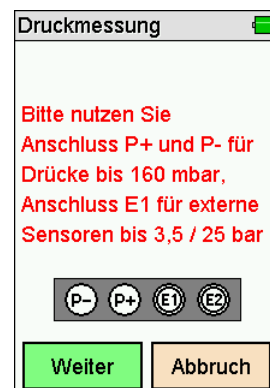 Druckmessung
Bitte nutzen Sie
Anschluss P+ und P- für
Drücke bis 160 mbar,
Anschluss E1 für externe
Sensoren bis 3,5 / 25 bar
P- P+ E1 E2
Weiter Abbruch